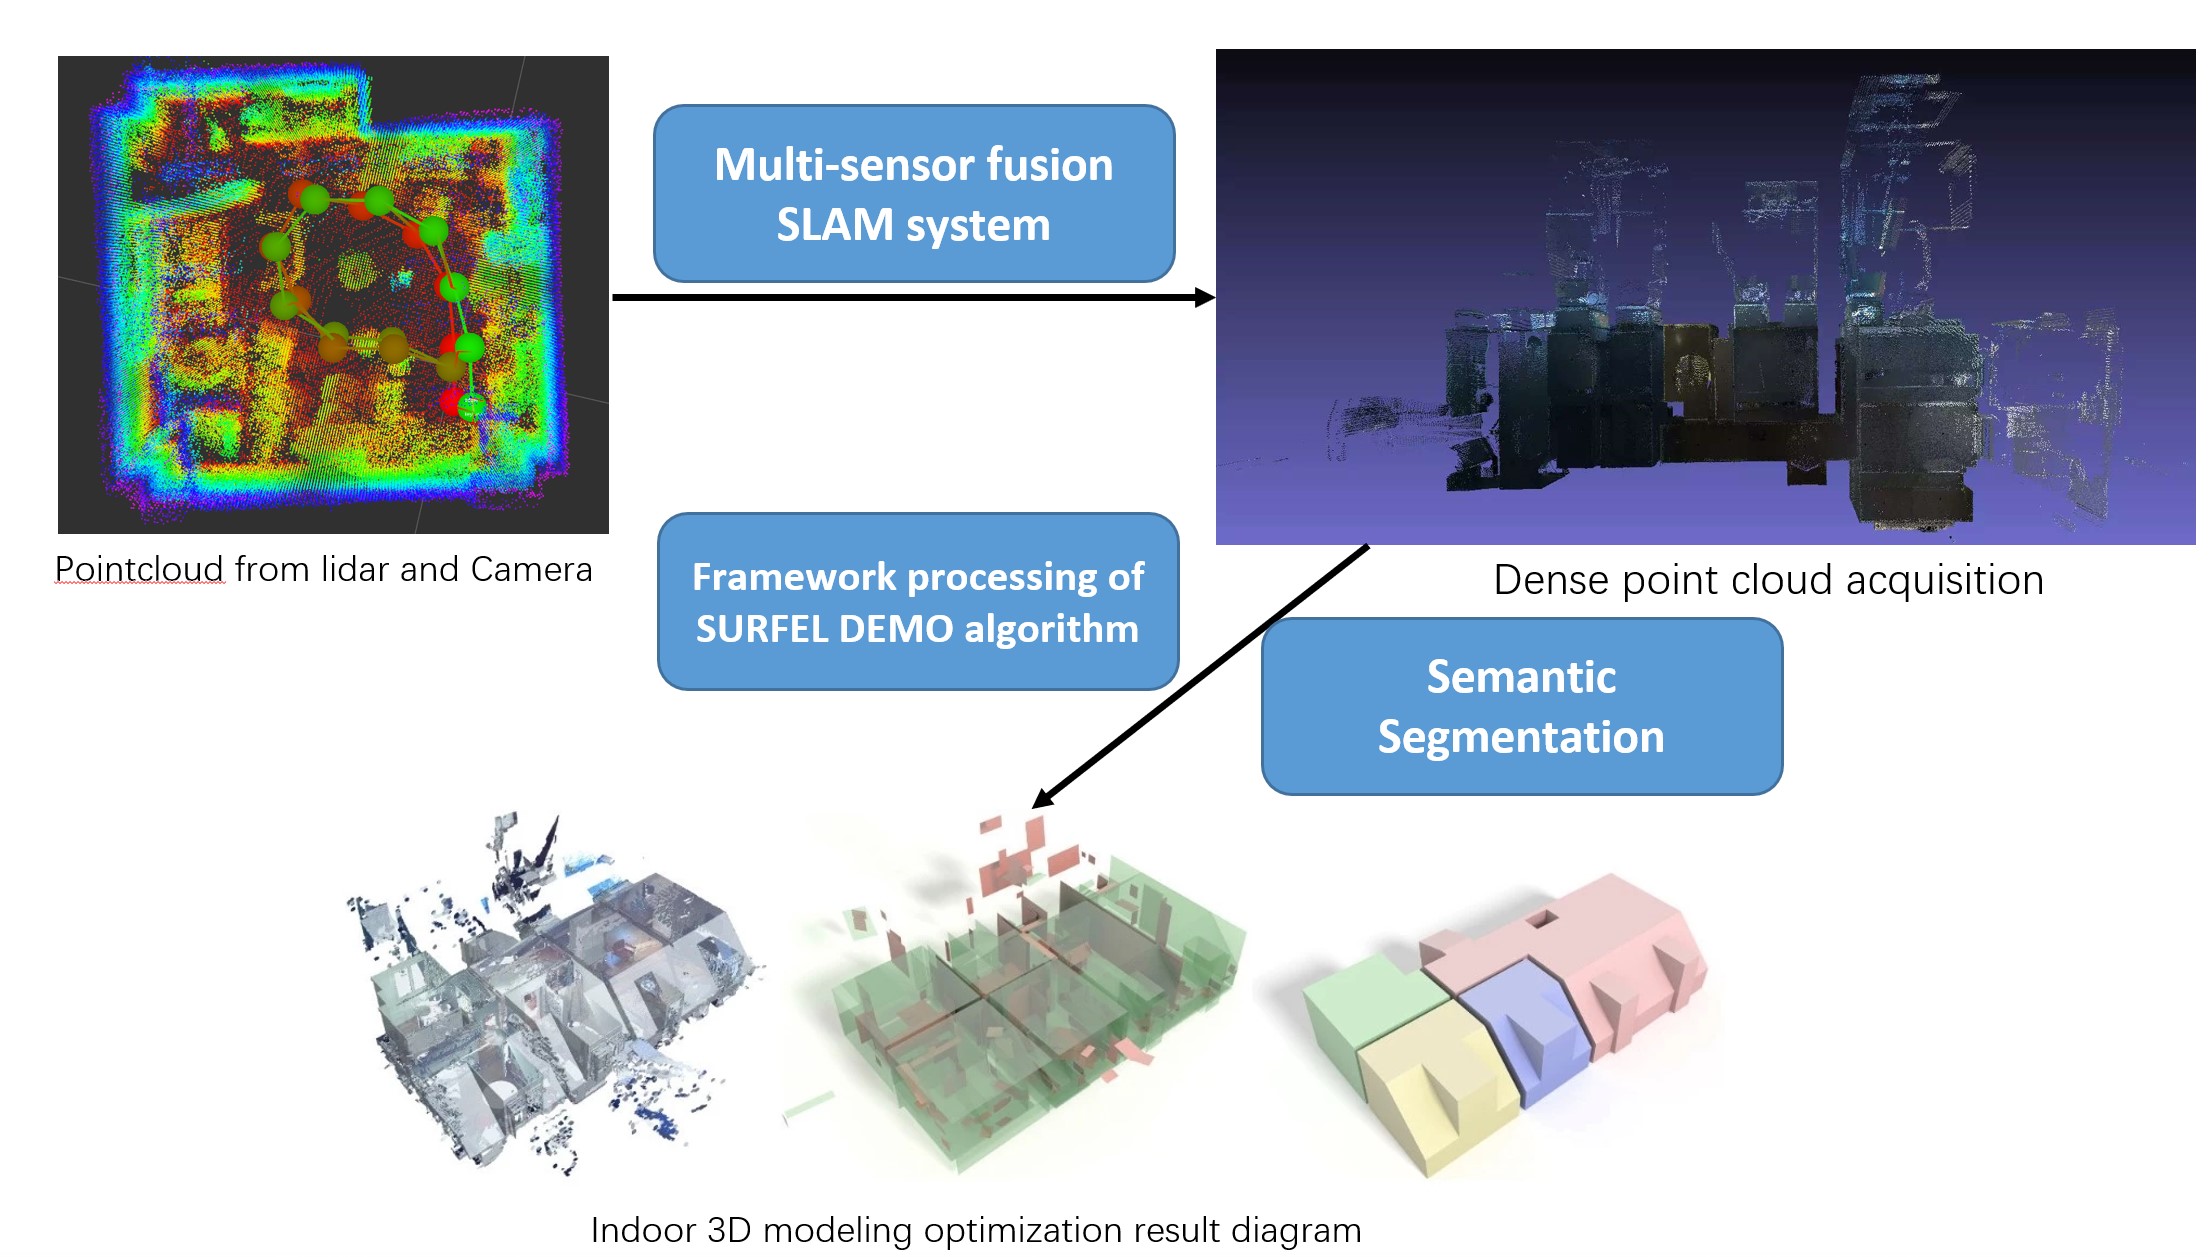 Multi-sensor fusion
SLAM system
Pointcloud from lidar and Camera
Dense point cloud acquisition
Framework processing of
SURFEL DEMO algorithm
Semantic
Segmentation
Indoor 3D modeling optimization result diagram